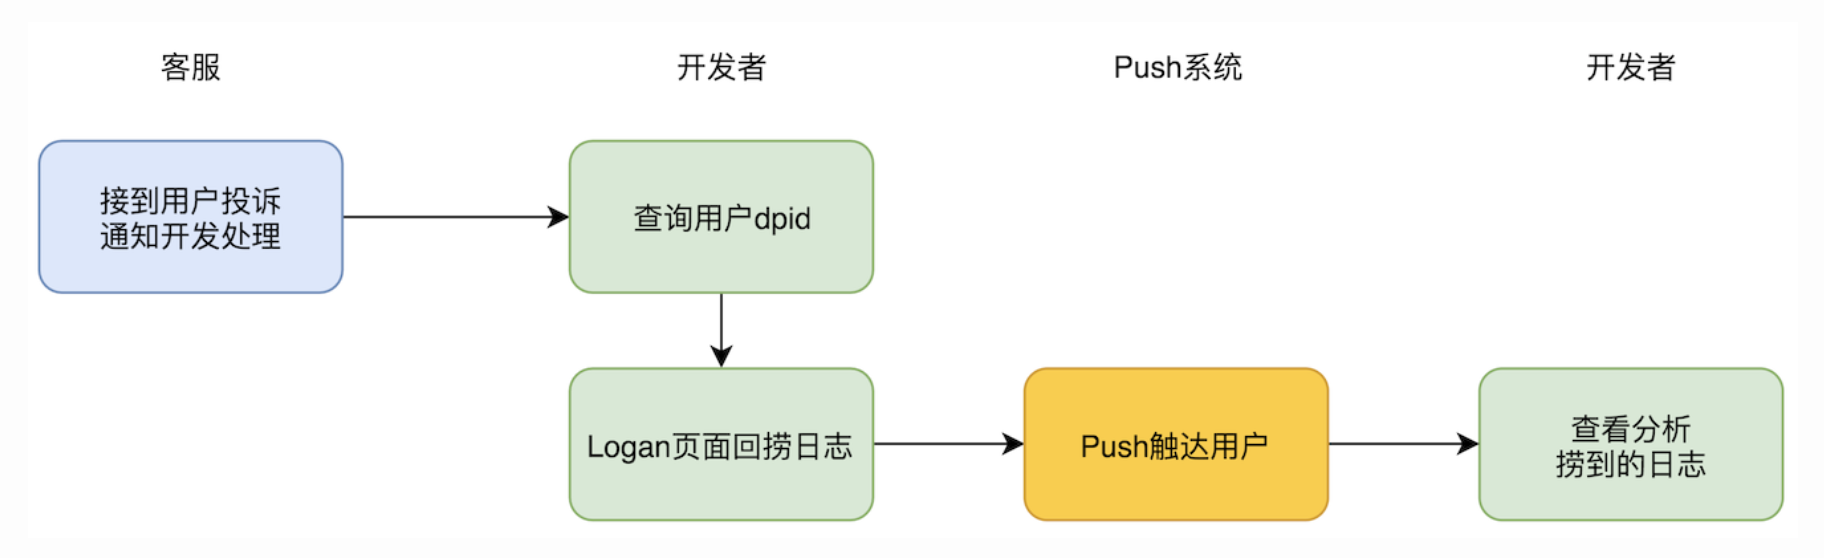 客服
开发者
Push系统
开发者
接到用户投诉
通知开发处理
查询用户dpid
Logan页面回捞日志
Push触达用户
查看分析
捞到的日志